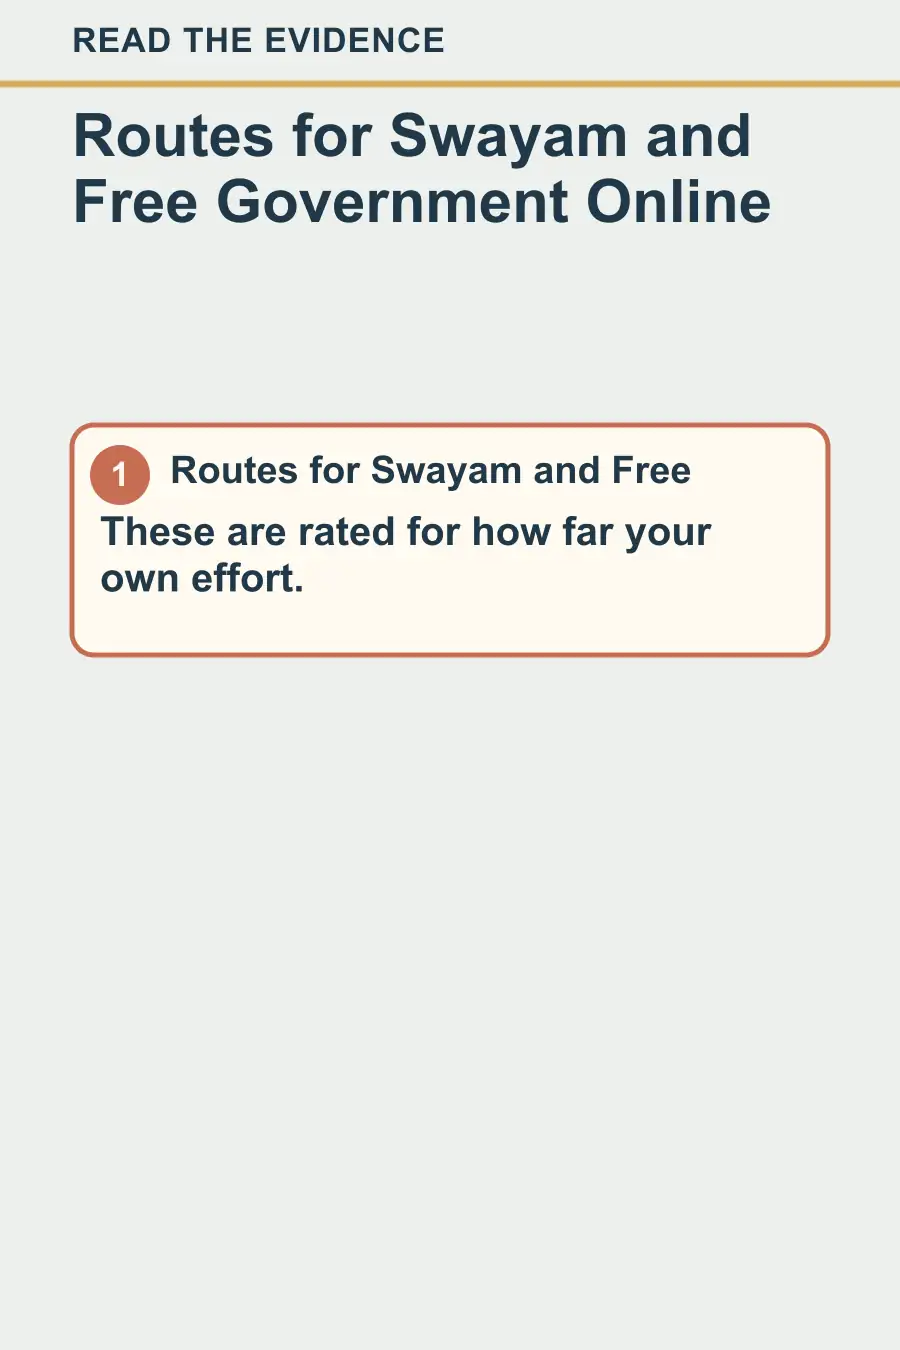 READ THE EVIDENCE
Routes for Swayam and
Free Government Online
1 Routes for Swayam and Free
These are rated for how far your
own effort.